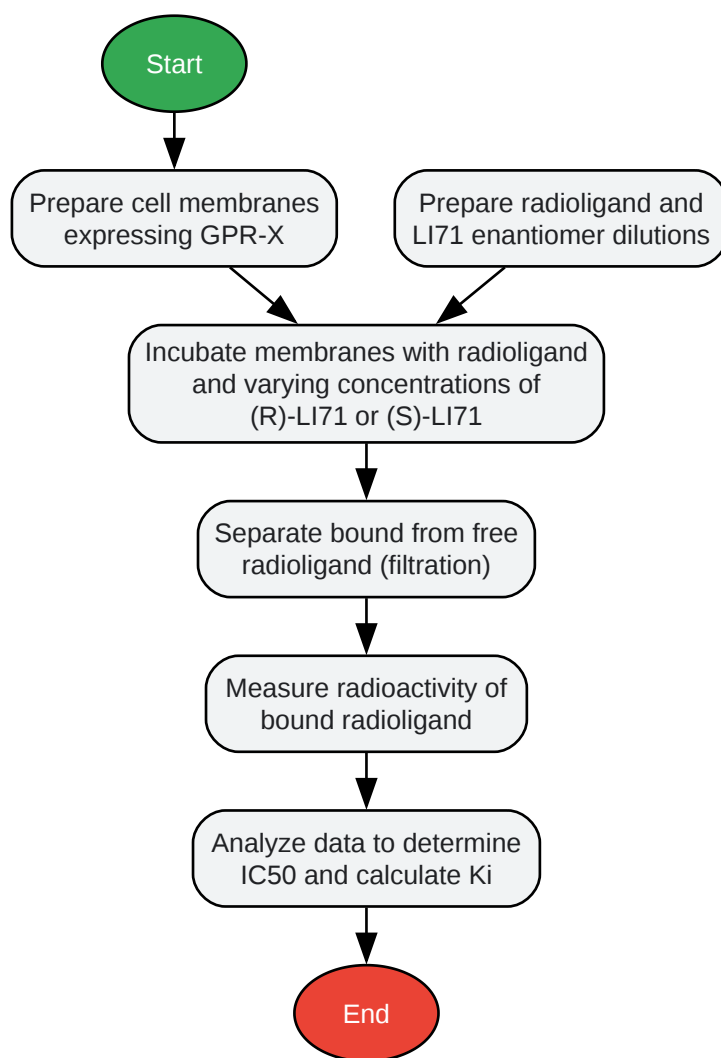 Start
Prepare cell membranes
expressing GPR-X
Prepare radioligand and
LI71 enantiomer dilutions
Incubate membranes with radioligand
and varying concentrations of
(R)-LI71 or (S)-LI71
Separate bound from free
radioligand (filtration)
Measure radioactivity of
bound radioligand
Analyze data to determine
IC50 and calculate Ki
End